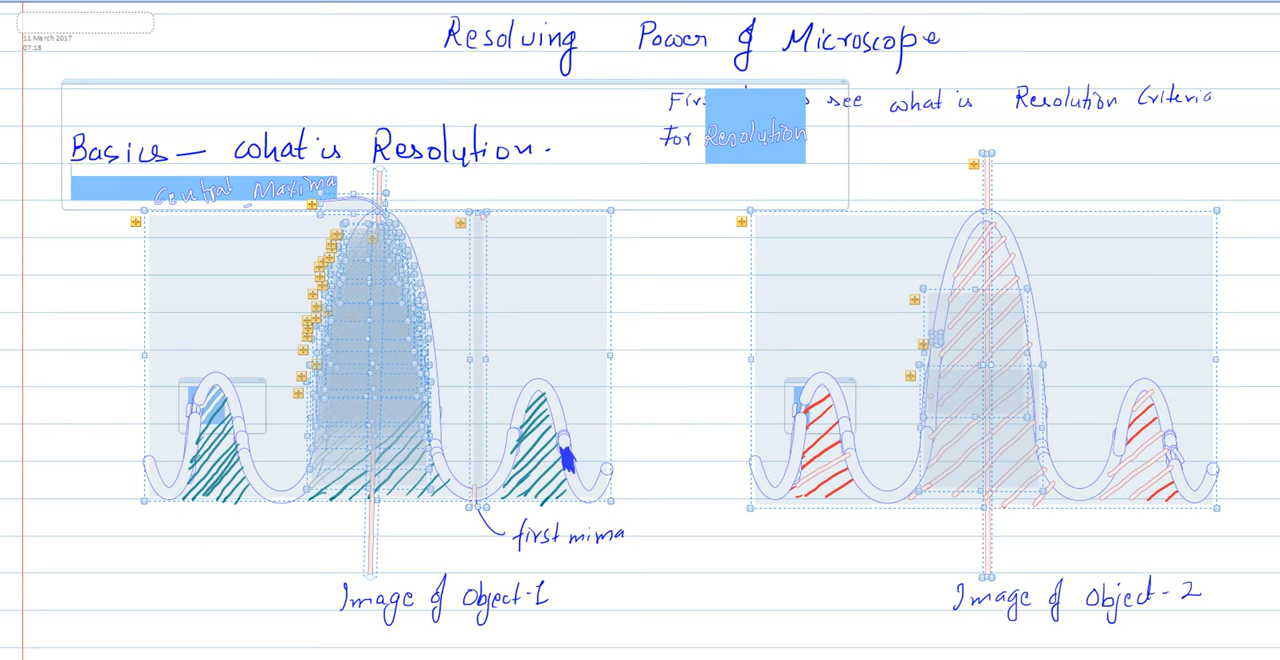 11 March 2017
07:18
Resolving Power of Microscope
see what is Resolution Criteria
For Resolution
Basics - what is Resolution.
Central Maxima
first mima
Image of Object-1
Image of Object-2